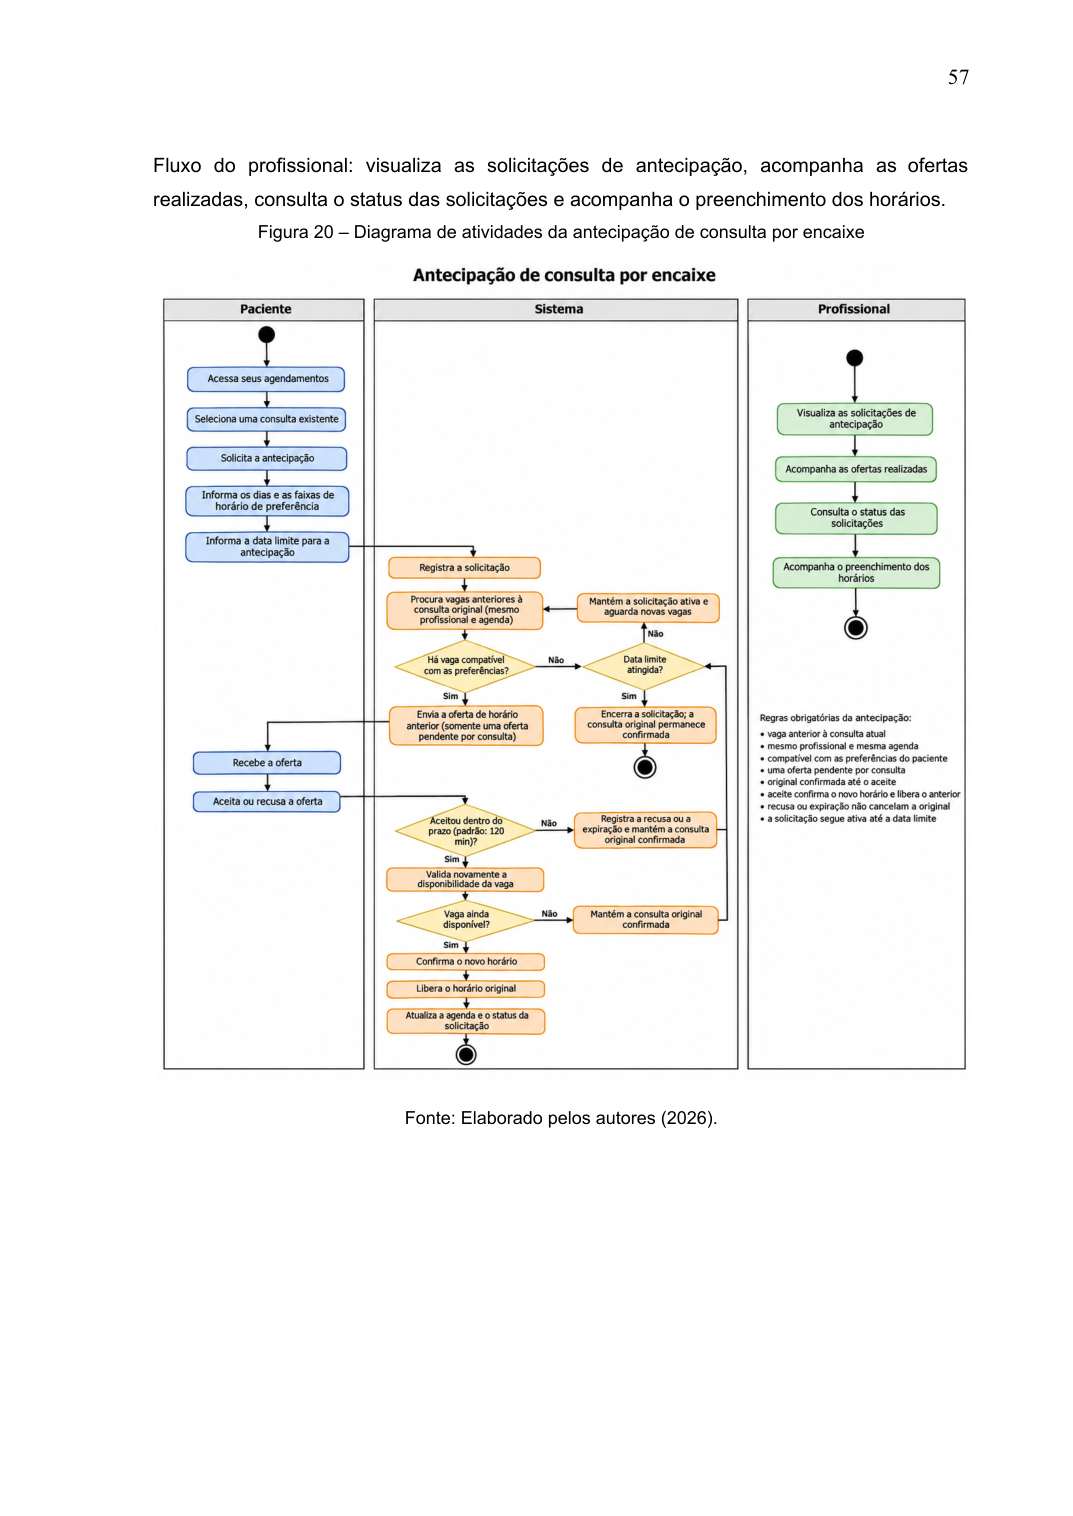 57
Fluxo do profissional: visualiza as solicitações de antecipação, acompanha as ofertas
realizadas, consulta o status das solicitações e acompanha o preenchimento dos horários.
Figura 20 – Diagrama de atividades da antecipação de consulta por encaixe
Antecipação de consulta por encaixe
Paciente
Acessa seus agendamentos
Seleciona uma consulta existente
Solicita a antecipação
Informa os dias e as faixas de
horário de preferência
Informa a data limite para a
antecipação
Recebe a oferta
Aceita ou recusa a oferta
Sistema
Registra a solicitação
Procura vagas anteriores à
consulta original (mesmo
profissional e agenda)
Mantém a solicitação ativa e
aguarda novas vagas
Não
Há vaga compatível
com as preferências?
Não
Data limite
atingida?
Sim
Sim
Envia a oferta de horário
anterior (somente uma oferta
pendente por consulta)
Encerra a solicitação; a
consulta original permanece
confirmada
Aceitou dentro do
prazo (padrão: 120
min)?
Não
Registra a recusa ou a
expiração e mantém a consulta
original confirmada
Sim
Valida novamente a
disponibilidade da vaga
Vaga ainda
disponível?
Não
Mantém a consulta original
confirmada
Sim
Confirma o novo horário
Libera o horário original
Atualiza a agenda e o status da
solicitação
Profissional
Visualiza as solicitações de
antecipação
Acompanha as ofertas realizadas
Consulta o status das
solicitações
Acompanha o preenchimento dos
horários
Regras obrigatórias da antecipação:
• vaga anterior à consulta atual
• mesmo profissional e mesma agenda
• compatível com as preferências do paciente
• uma oferta pendente por consulta
• original confirmada até o aceite
• aceite confirma o novo horário e libera o anterior
• recusa ou expiração não cancelam a original
• a solicitação segue ativa até a data limite
Fonte: Elaborado pelos autores (2026).